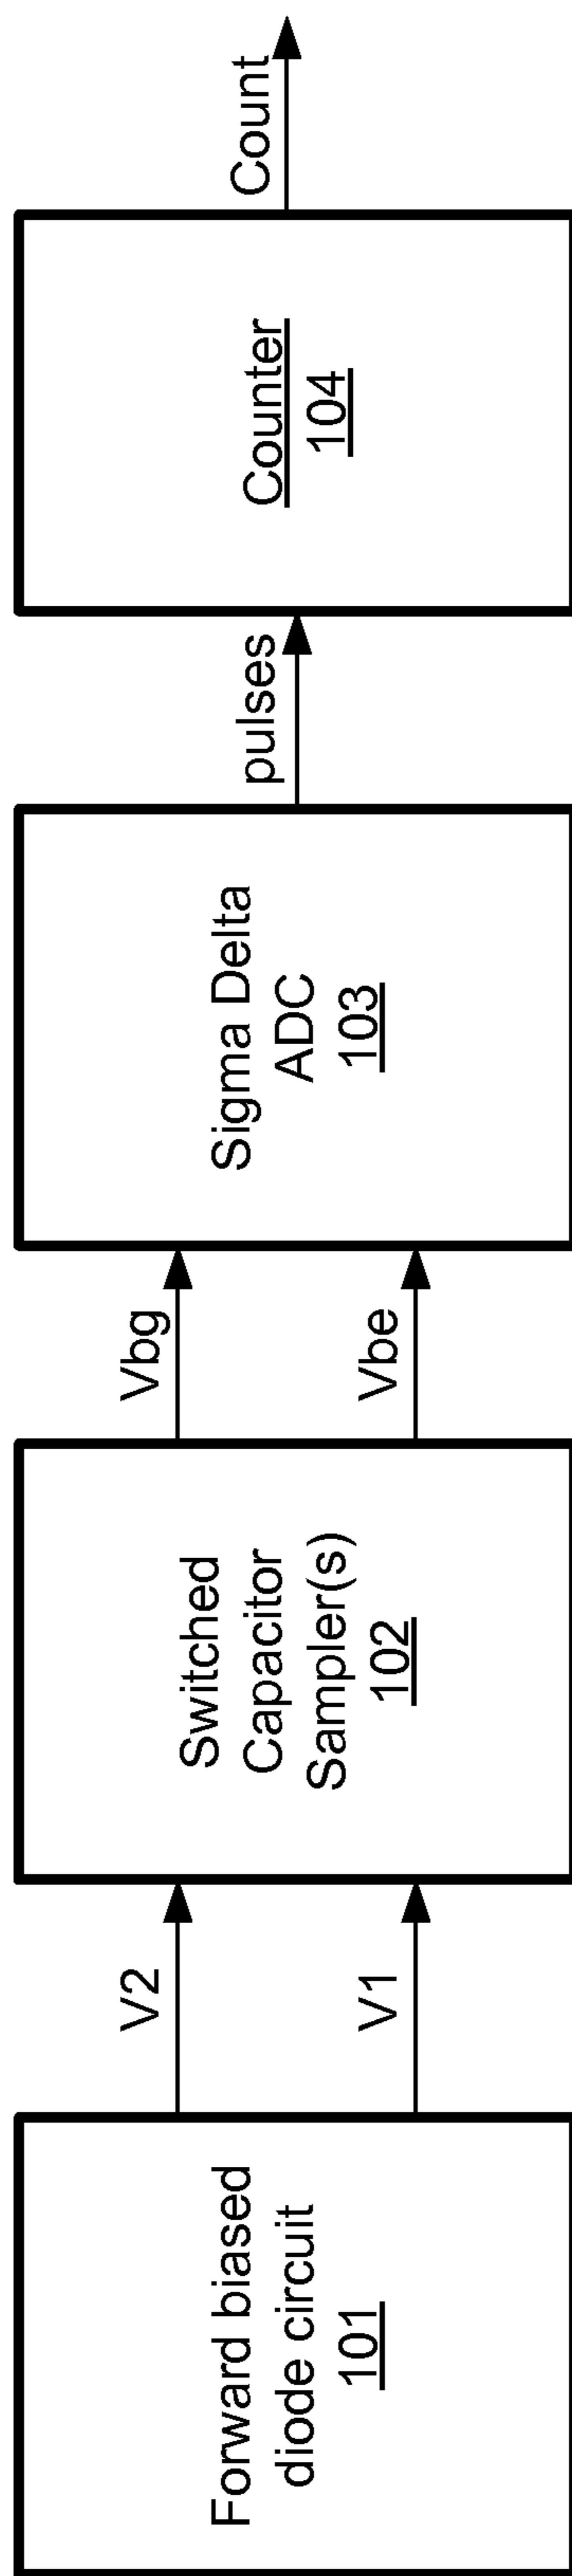 Forward biased
diode circuit
101
V2
V1
Switched
Capacitor
Sampler(s)
102
Vbg
Vbe
Sigma Delta
ADC
103
pulses
Counter
104
Count